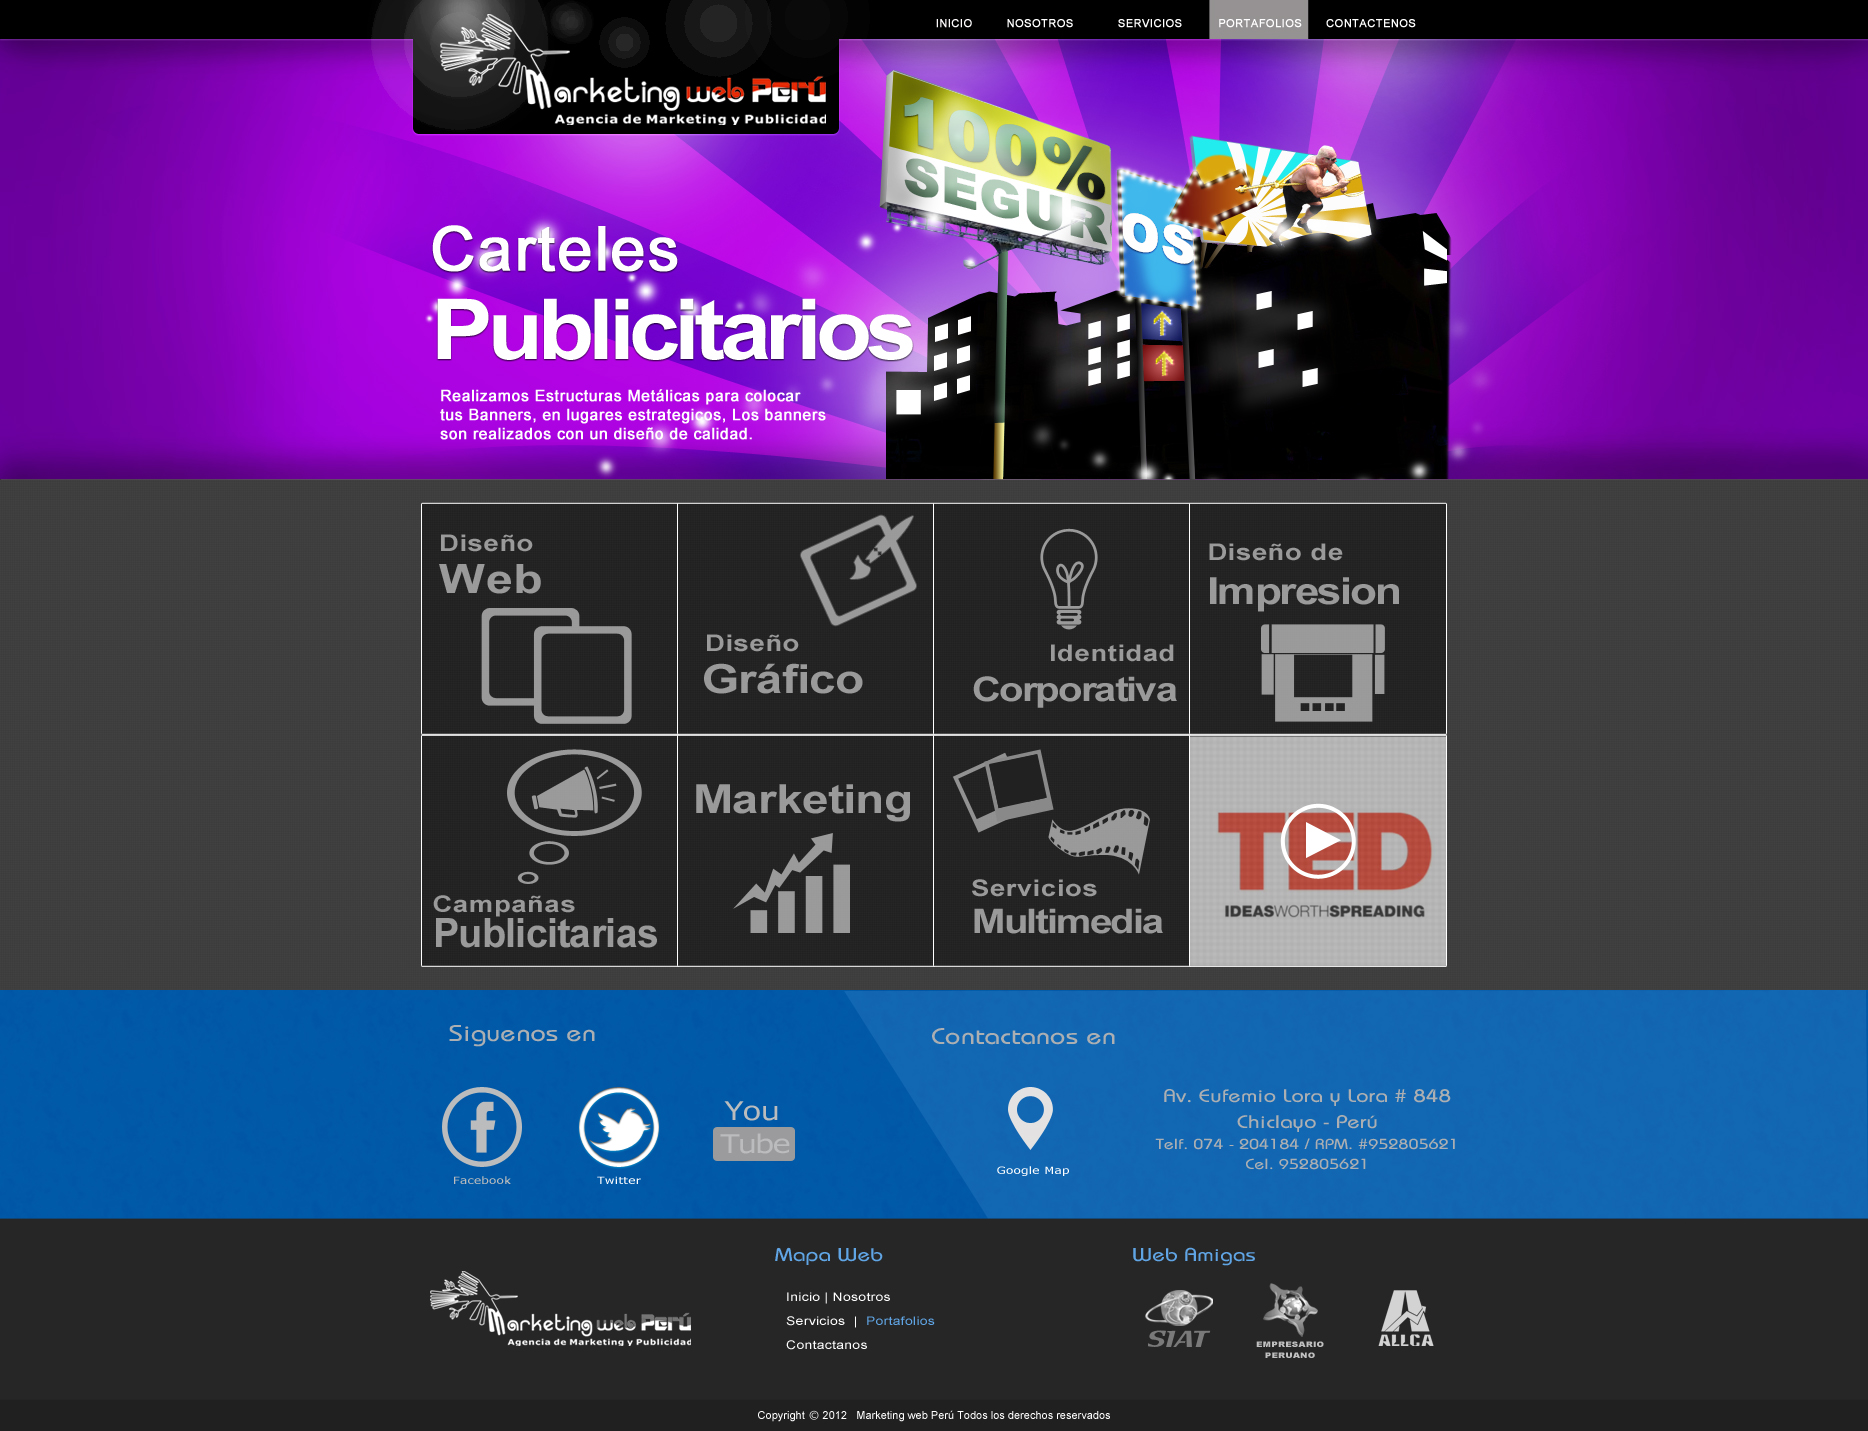 INICIO NOSOTROS SERVICIOS PORTAFOLIOS CONTACTENOS
Marketing web Perú
Agencia de Marketing y Publicidad
100%
SEGUR
OS
Carteles
Publicitarios
Realizamos Estructuras Metálicas para colocar
tus Banners, en lugares estrategicos, Los banners
son realizados con un diseño de calidad.
Diseño
Web
Diseño
Gráfico
Identidad
Corporativa
Diseño de
Impresion
Campañas
Publicitarias
Marketing
Servicios
Multimedia
TED
IDEASWORTHSPREADING
Siguenos en
Facebook
Twitter
You
Tube
Contactanos en
Google Map
Av. Eufemio Lora y Lora # 848
Chiclayo - Perú
Telf. 074 - 204184 / RPM. #952805621
Cel. 952805621
Marketing web Perú
Agencia de Marketing y Publicidad
Mapa Web
Inicio | Nosotros
Servicios | Portafolios
Contactanos
Web Amigas
SIAT
EMPRESARIO
PERUANO
ALLCA
Copyright © 2012 Marketing web Perú Todos los derechos reservados